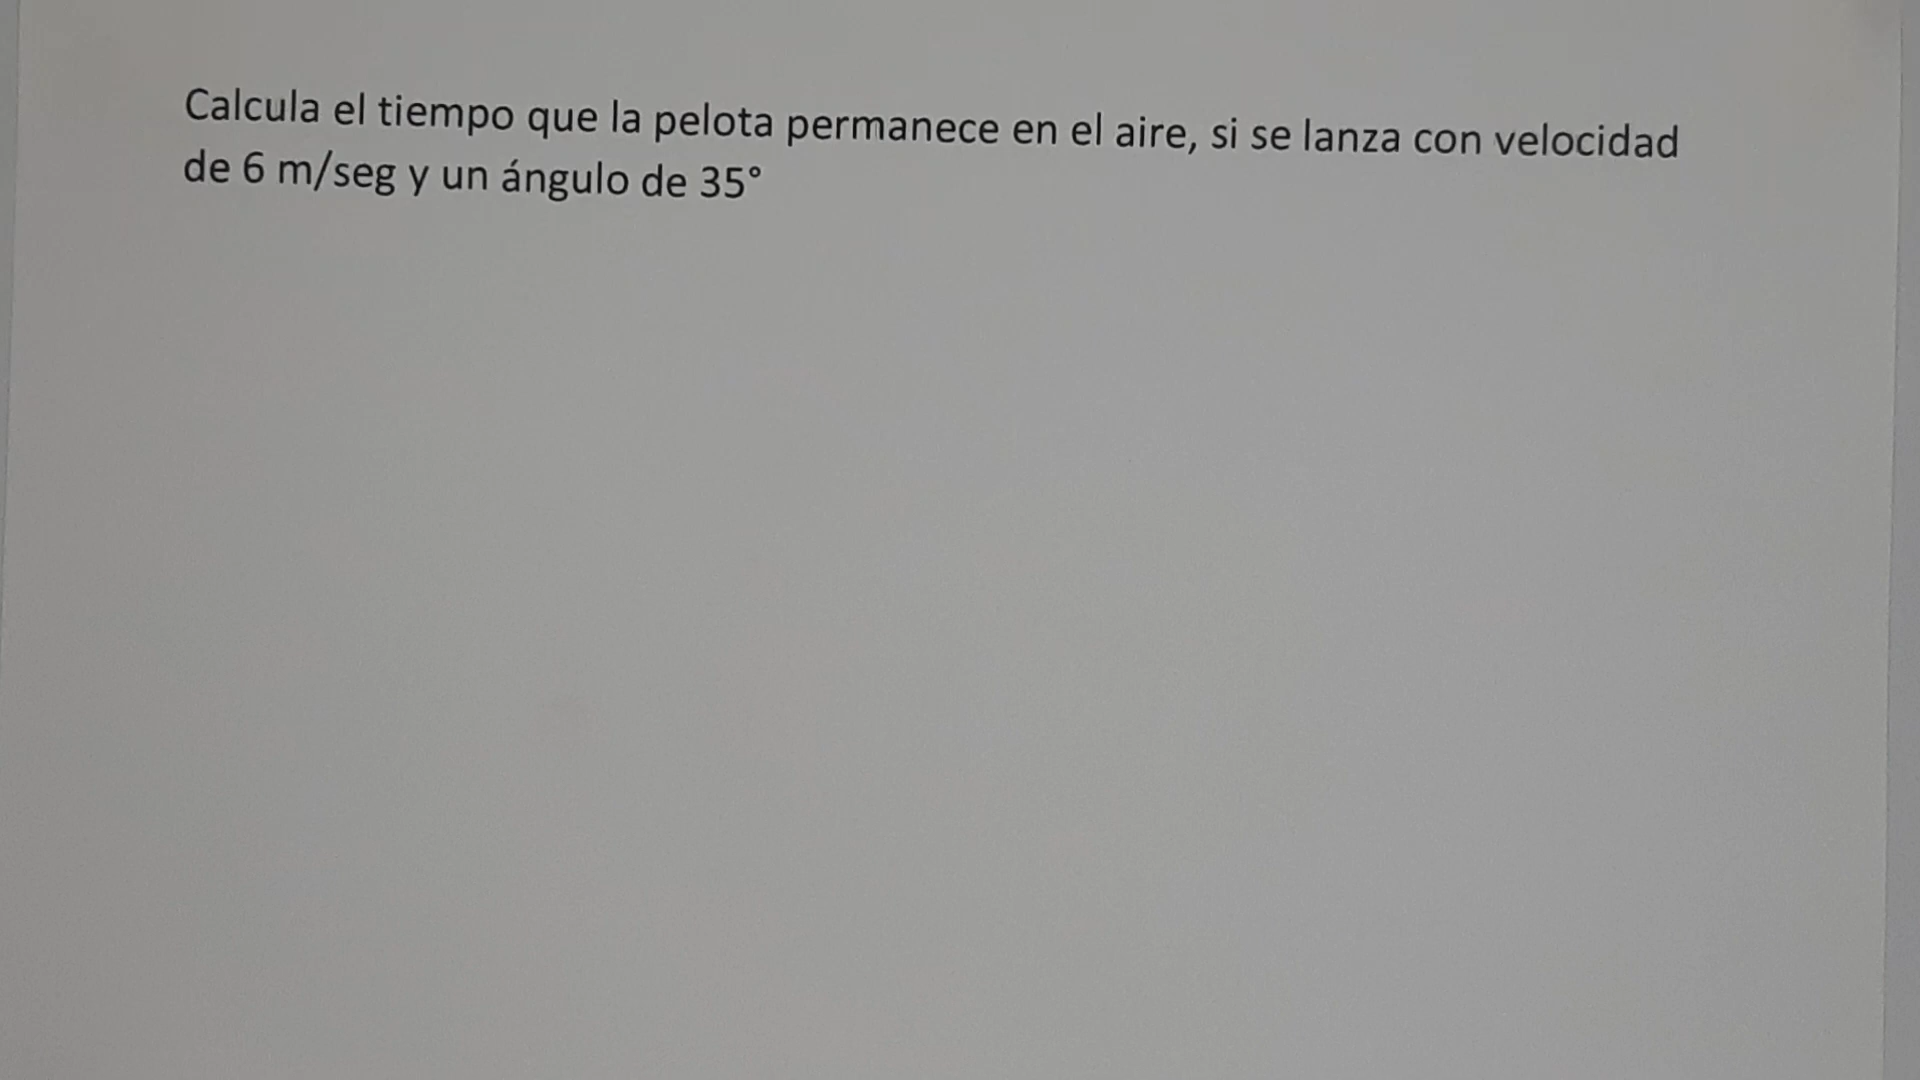 Calcula el tiempo que la pelota permanece en el aire, si se lanza con velocidad
de 6 m/seg y un ángulo de 35°